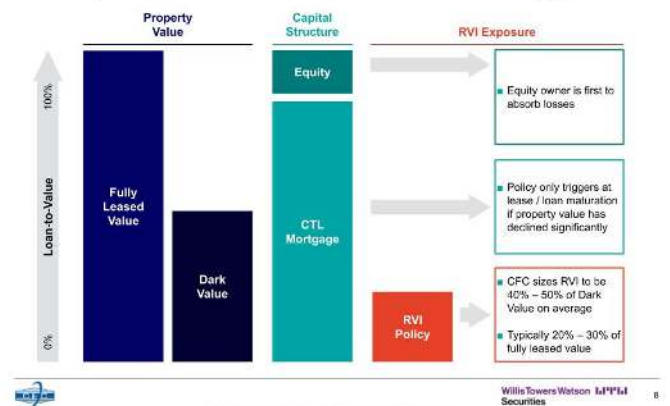 Property
Value
Capital
Structure
RVI Exposure
100%
Loan-to-Value
0%
Fully
Leased
Value
Dark
Value
Equity
CTL
Mortgage
RVI
Policy
Equity owner is first to
absorb losses
Policy only triggers at
lease / loan maturation
if property value has
declined significantly
CFC sizes RVI to be
40% – 50% of Dark
Value on average
Typically 20% – 30% of
fully leased value
CFC
WillisTowersWatson
Securities
8